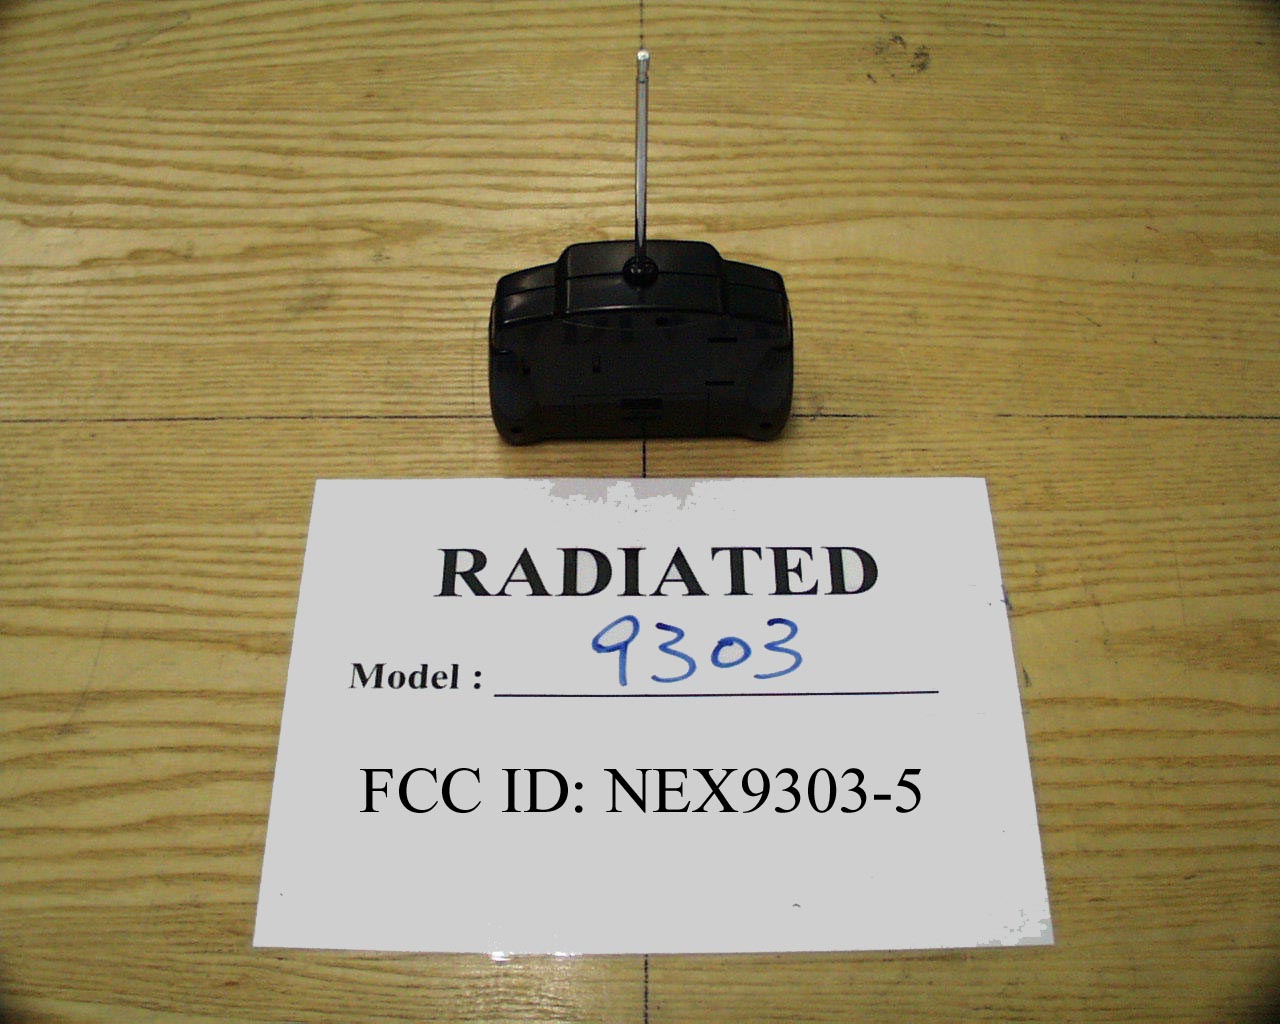 RADIATED
Model : 9303
FCC ID: NEX9303-5